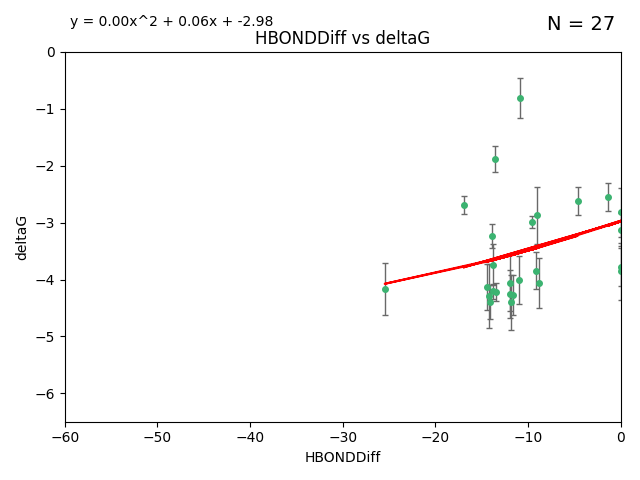 y = 0.00x^2 + 0.06x + -2.98
N = 27
HBONDDiff vs deltaG
0
−1
−2
−3
−4
−5
−6
deltaG
−60 −50 −40 −30 −20 −10 0
HBONDDiff